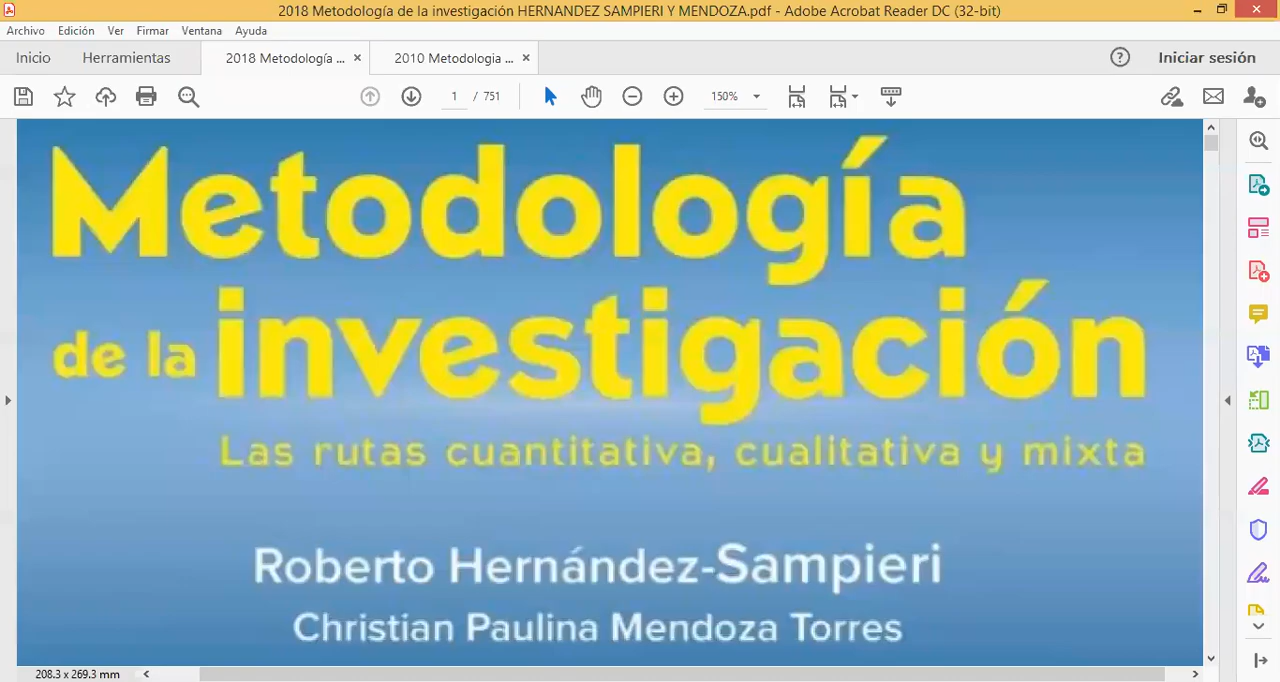 2018 Metodología de la investigación HERNANDEZ SAMPIERI Y MENDOZA.pdf - Adobe Acrobat Reader DC (32-bit)
Archivo Edición Ver Firmar Ventana Ayuda
Inicio Herramientas 2018 Metodología ... × 2010 Metodologia ... × ? Iniciar sesión
1 / 751 150%
Metodología
de la investigación
Las rutas cuantitativa, cualitativa y mixta
Roberto Hernández-Sampieri
Christian Paulina Mendoza Torres
208.3 x 269.3 mm